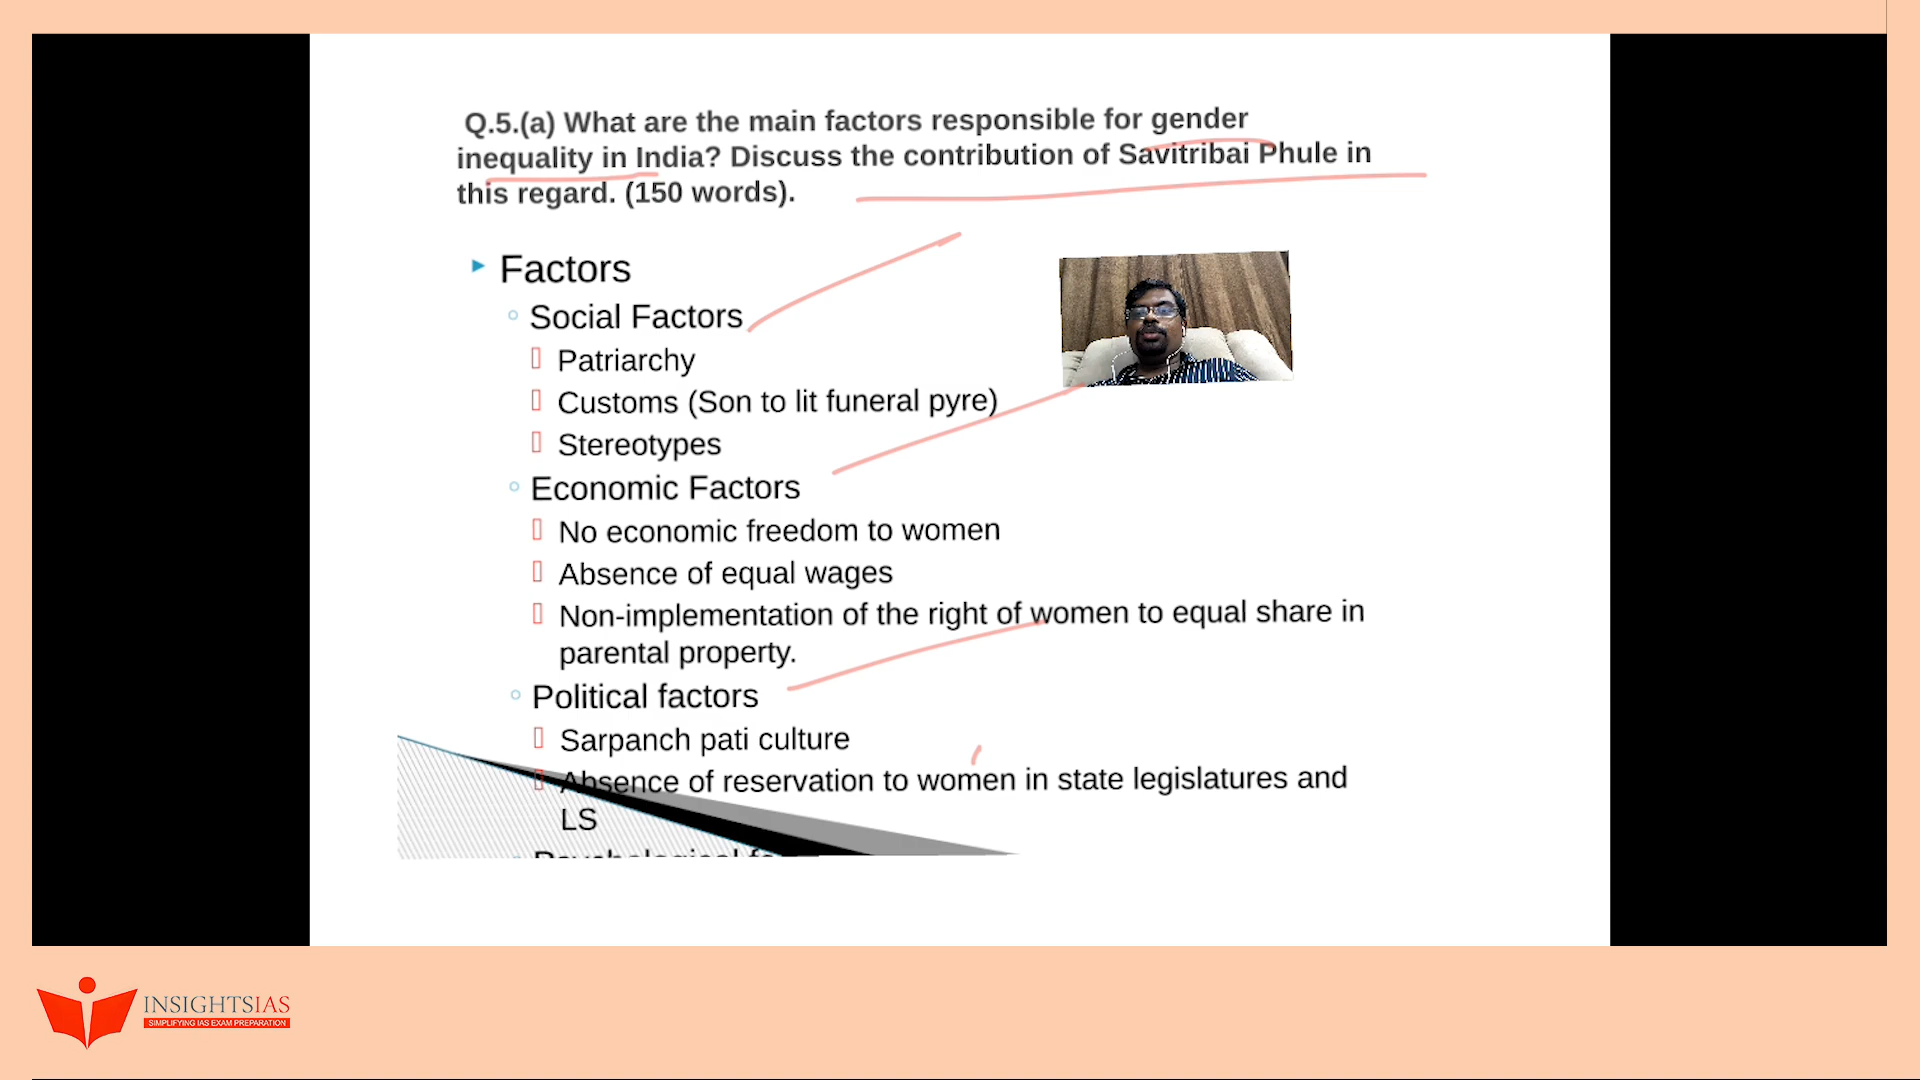 Q.5.(a) What are the main factors responsible for gender
inequality in India? Discuss the contribution of Savitribai Phule in
this regard. (150 words).
Factors
Social Factors
Patriarchy
Customs (Son to lit funeral pyre)
Stereotypes
Economic Factors
No economic freedom to women
Absence of equal wages
Non-implementation of the right of women to equal share in
parental property.
Political factors
Sarpanch pati culture
Absence of reservation to women in state legislatures and
LS
Psychological
INSIGHTSIAS
SIMPLIFYING IAS EXAM PREPARATION